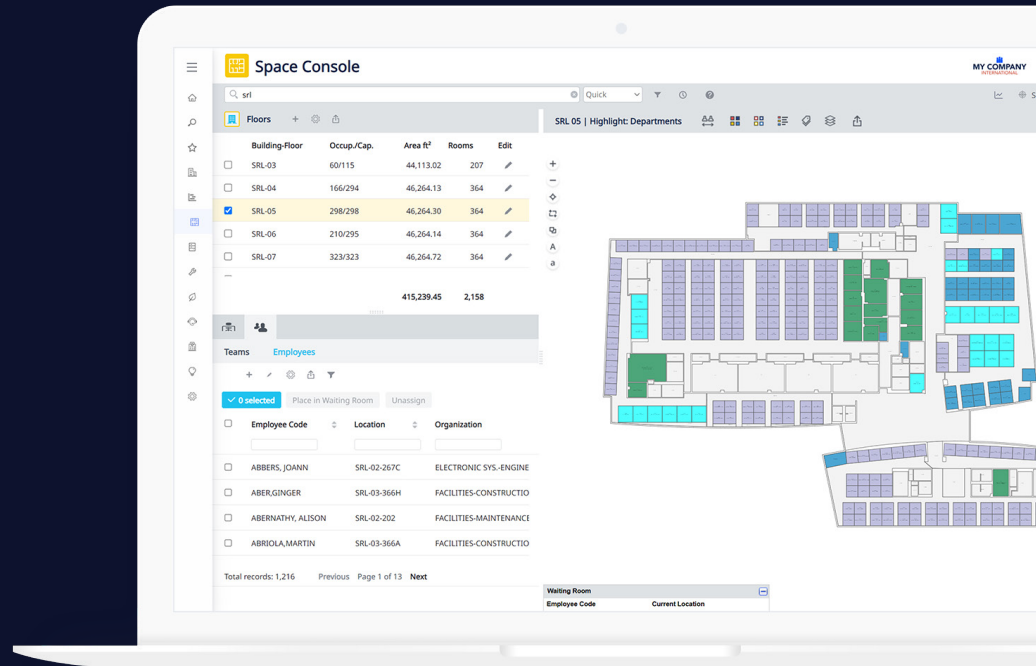 Space Console
MY COMPANY
INTERNATIONAL
srl
Quick
Floors
SRL 05 | Highlight: Departments
Building-Floor Occup./Cap. Area ft² Rooms Edit
SRL-03 60/115 44,113.02 207
SRL-04 166/294 46,264.13 364
SRL-05 298/298 46,264.30 364
SRL-06 210/295 46,264.14 364
SRL-07 323/323 46,264.72 364
415,239.45 2,158
A
a
Teams Employees
0 selected Place in Waiting Room Unassign
Employee Code Location Organization
ABBERS, JOANN SRL-02-267C ELECTRONIC SYS.-ENGINE
ABER,GINGER SRL-03-366H FACILITIES-CONSTRUCTIO
ABERNATHY, ALISON SRL-02-202 FACILITIES-MAINTENANCE
ABRIOLA,MARTIN SRL-03-366A FACILITIES-CONSTRUCTIO
Total records: 1,216 Previous Page 1 of 13 Next
Waiting Room
Employee Code Current Location